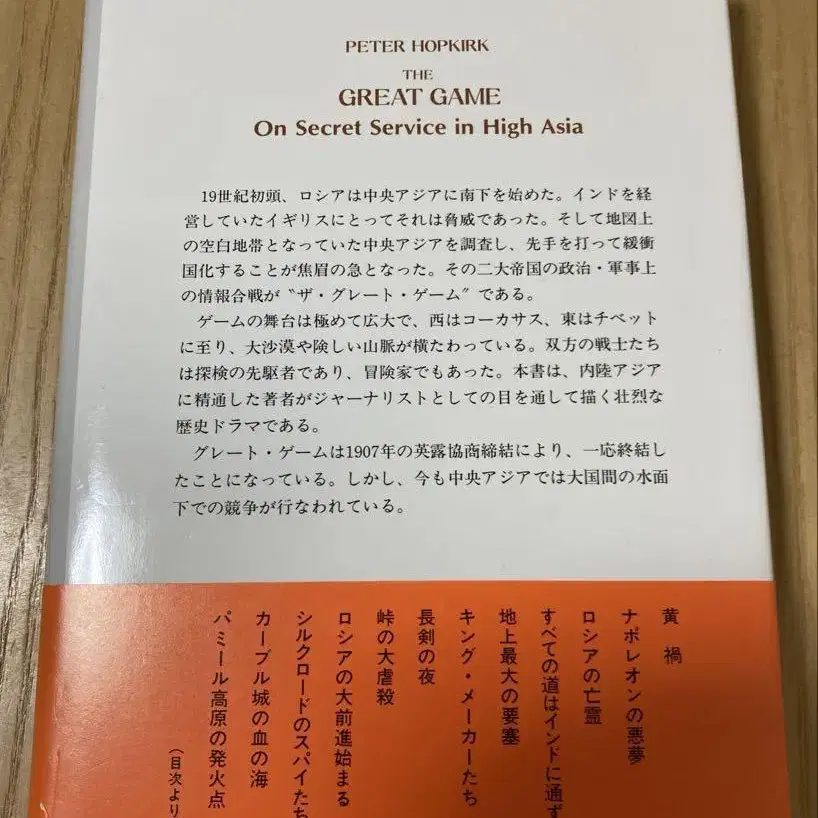 PETER HOPKIRK
THE
GREAT GAME
On Secret Service in High Asia
19世紀初頭、ロシアは中央アジアに南下を始めた。インドを経
営していたイギリスにとってそれは脅威であった。そして地図上
の空白地帯となっていた中央アジアを調査し、先手を打って緩衝
国化することが焦眉の急となった。その二大帝国の政治・軍事上
の情報合戦が〝ザ・グレート・ゲーム〟である。
ゲームの舞台は極めて広大で、西はコーカサス、東はチベット
に至り、大沙漠や険しい山脈が横たわっている。双方の戦士たち
は探検の先駆者であり、冒険家でもあった。本書は、内陸アジア
に精通した著者がジャーナリストとしての目を通して描く壮烈な
歴史ドラマである。
グレート・ゲームは1907年の英露協商締結により、一応終結し
たことになっている。しかし、今も中央アジアでは大国間の水面
下での競争が行なわれている。
黄禍
ナポレオンの悪夢
ロシアの亡霊
すべての道はインドに通ず
地上最大の要塞
キング・メーカーたち
長剣の夜
峠の大虐殺
ロシアの大前進始まる
シルクロードのスパイたち
カーブル城の血の海
パミール高原の発火点
(目次より